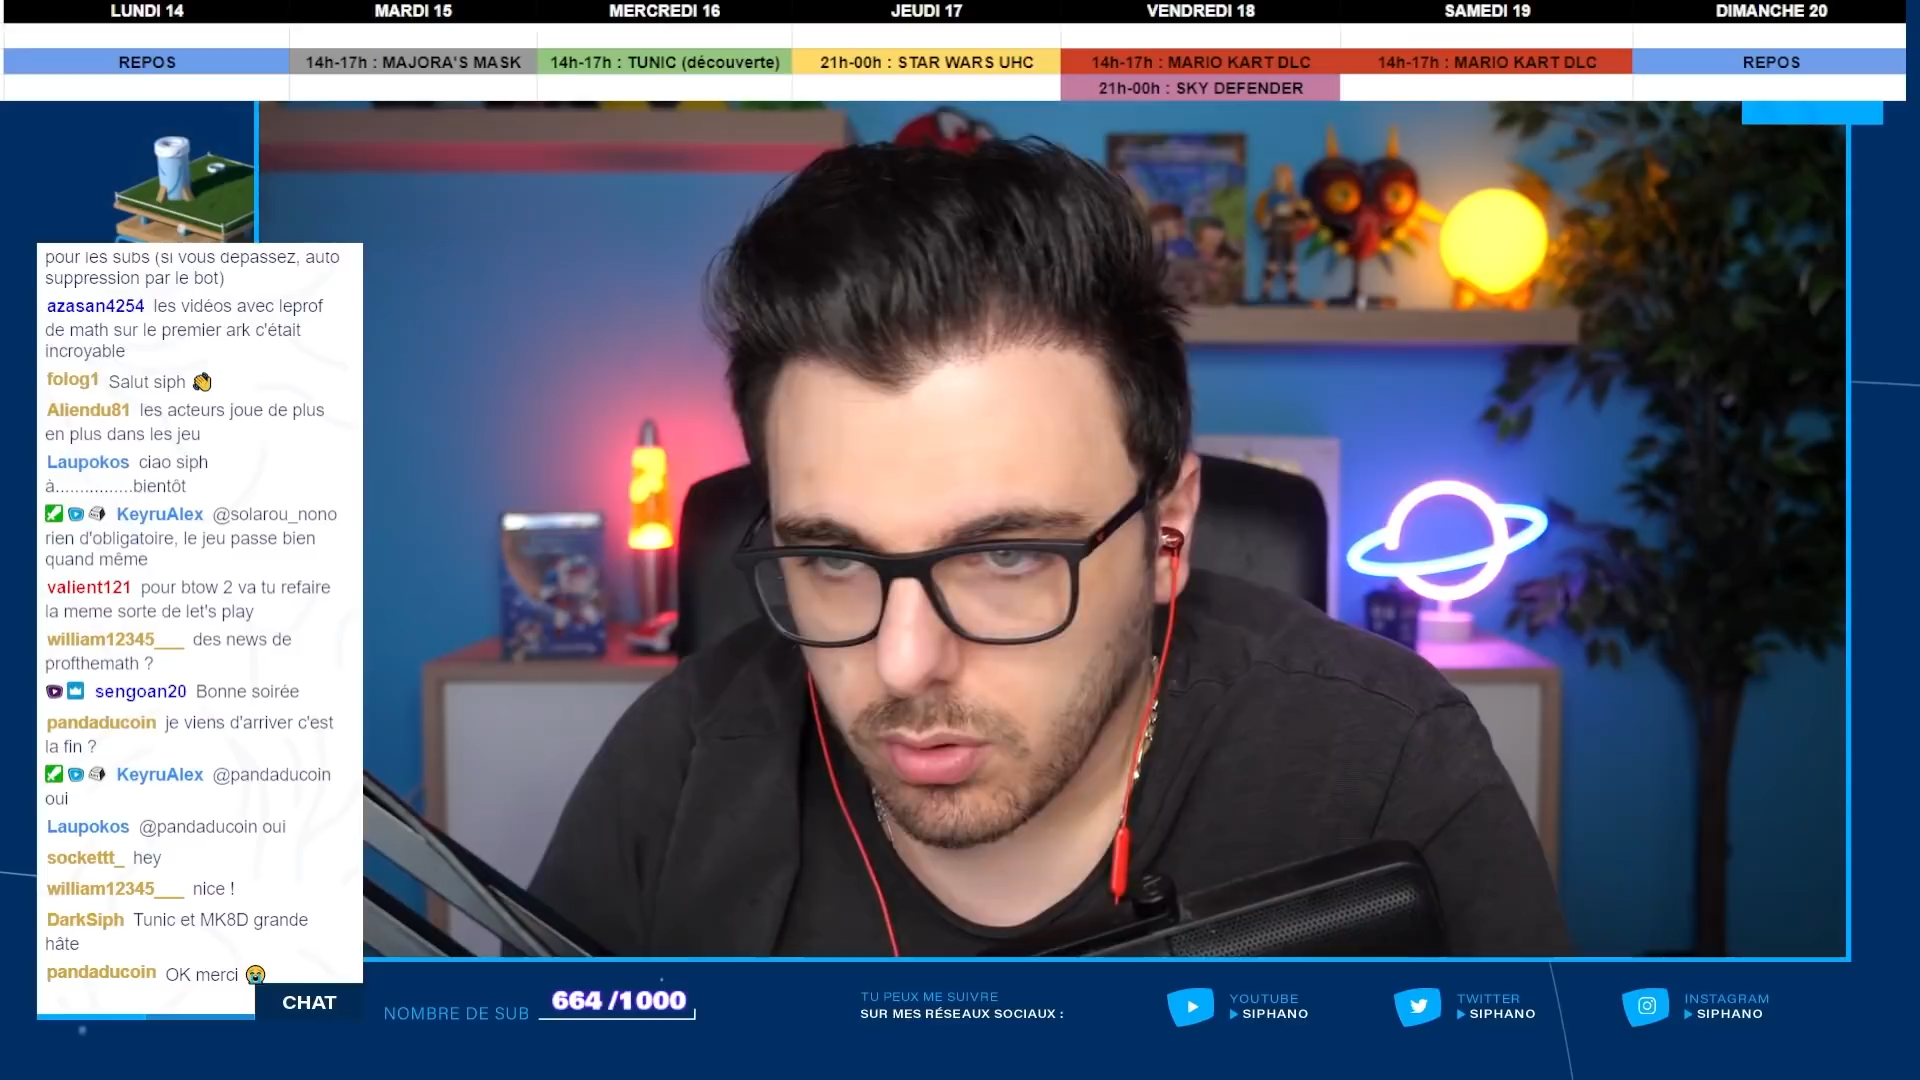 LUNDI 14 MARDI 15 MERCREDI 16 JEUDI 17 VENDREDI 18 SAMEDI 19 DIMANCHE 20
REPOS 14h-17h : MAJORA'S MASK 14h-17h : TUNIC (découverte) 21h-00h : STAR WARS UHC 14h-17h : MARIO KART DLC 14h-17h : MARIO KART DLC REPOS
21h-00h : SKY DEFENDER
pour les subs (si vous dépassez, auto
suppression par le bot)
azasan4254 les vidéos avec leprof
de math sur le premier ark c'était
incroyable
folog1 Salut siph 👏
Aliendu81 les acteurs joue de plus
en plus dans les jeu
Laupokos ciao siph
à................bientôt
KeyruAlex @solarou_nono
rien d'obligatoire, le jeu passe bien
quand même
valient121 pour btow 2 va tu refaire
la meme sorte de let's play
william12345___ des news de
profthemath ?
sengoan20 Bonne soirée
pandaducoin je viens d'arriver c'est
la fin ?
KeyruAlex @pandaducoin
oui
Laupokos @pandaducoin oui
sockettt_ hey
william12345___ nice !
DarkSiph Tunic et MK8D grande
hâte
pandaducoin OK merci 😭
CHAT
NOMBRE DE SUB 664 /1000
TU PEUX ME SUIVRE
SUR MES RÉSEAUX SOCIAUX :
YOUTUBE
SIPHANO
TWITTER
SIPHANO
INSTAGRAM
SIPHANO